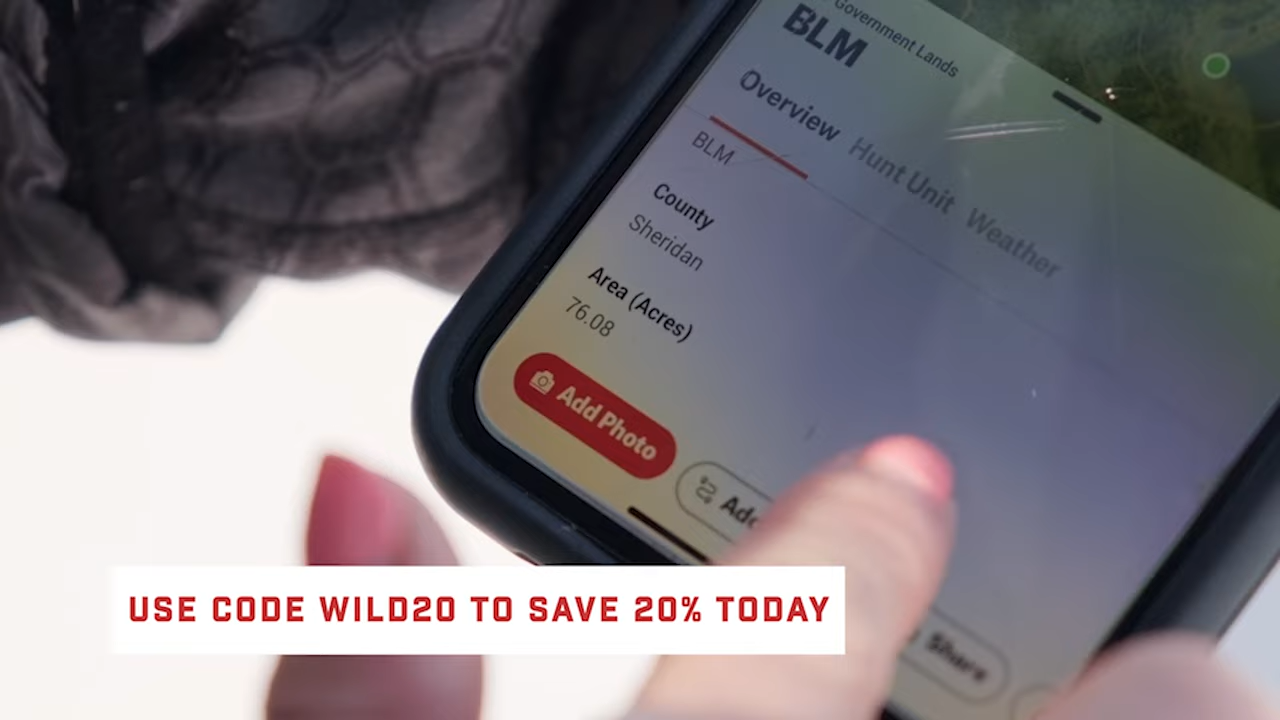 Government Lands
BLM
Overview Hunt Unit Weather
BLM
County
Sheridan
Area (Acres)
76.08
Add Photo
Share
USE CODE WILD20 TO SAVE 20% TODAY